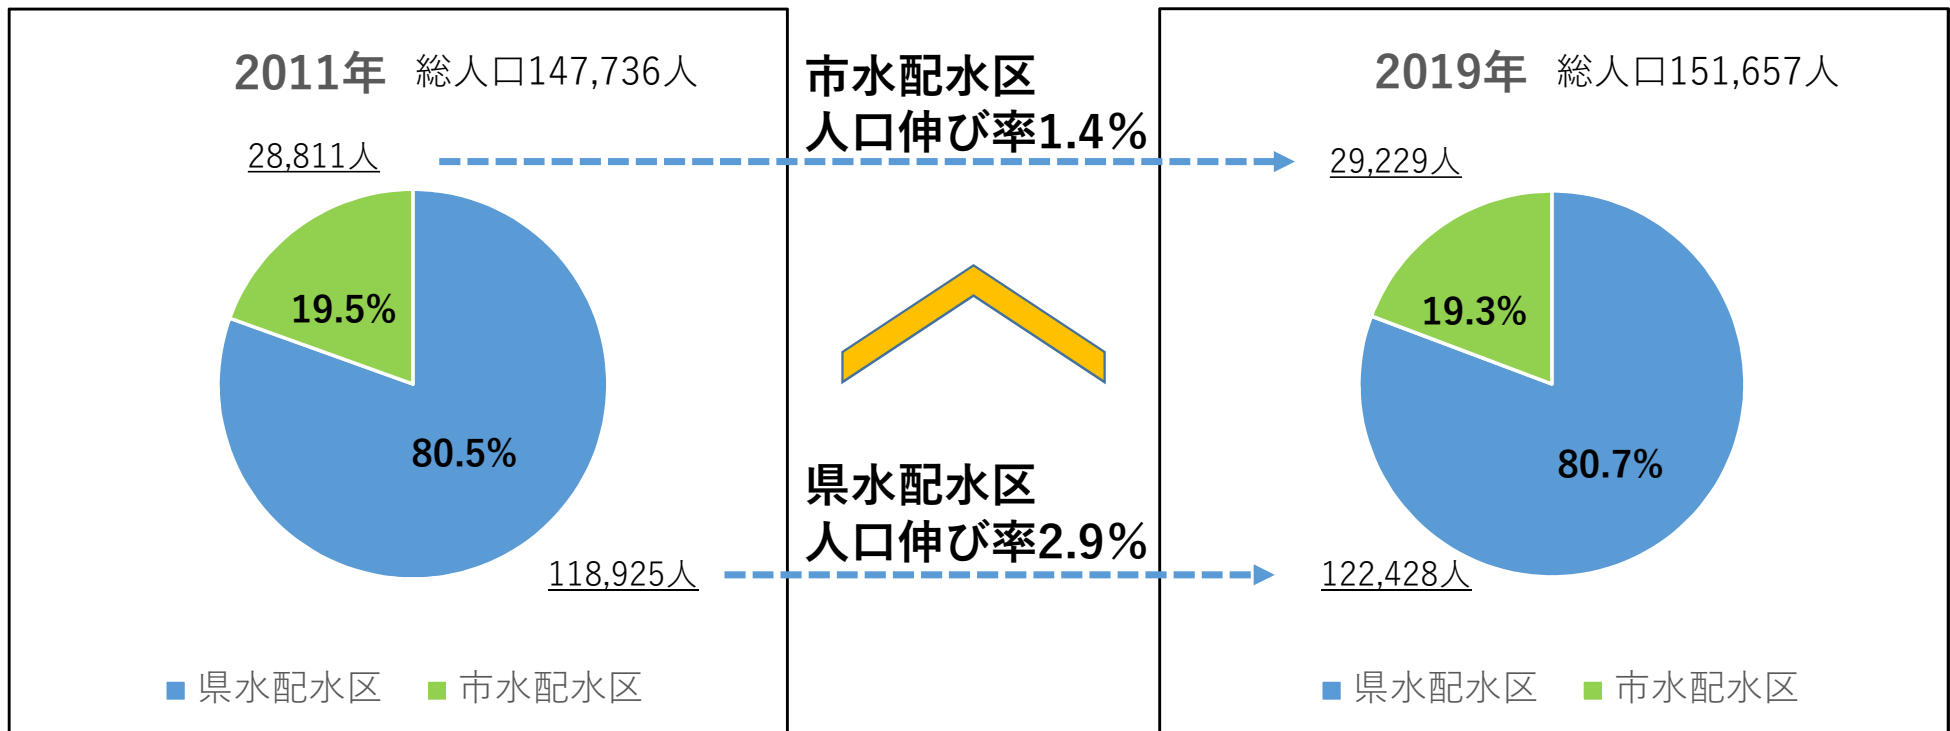 2011年 総人口147,736人
28,811人
19.5%
80.5%
118,925人
■ 県水配水区 ■ 市水配水区
市水配水区
人口伸び率1.4%
県水配水区
人口伸び率2.9%
2019年 総人口151,657人
29,229人
19.3%
80.7%
122,428人
■ 県水配水区 ■ 市水配水区